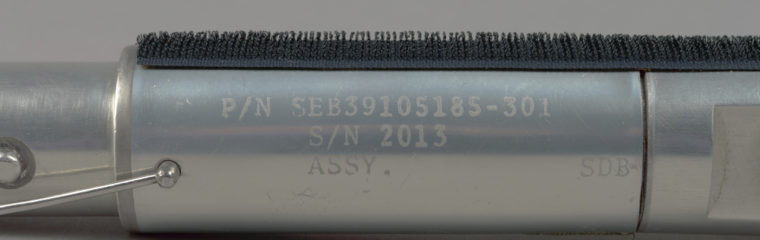 P/N SEB39105185-301
S/N 2013
ASSY. SDB-